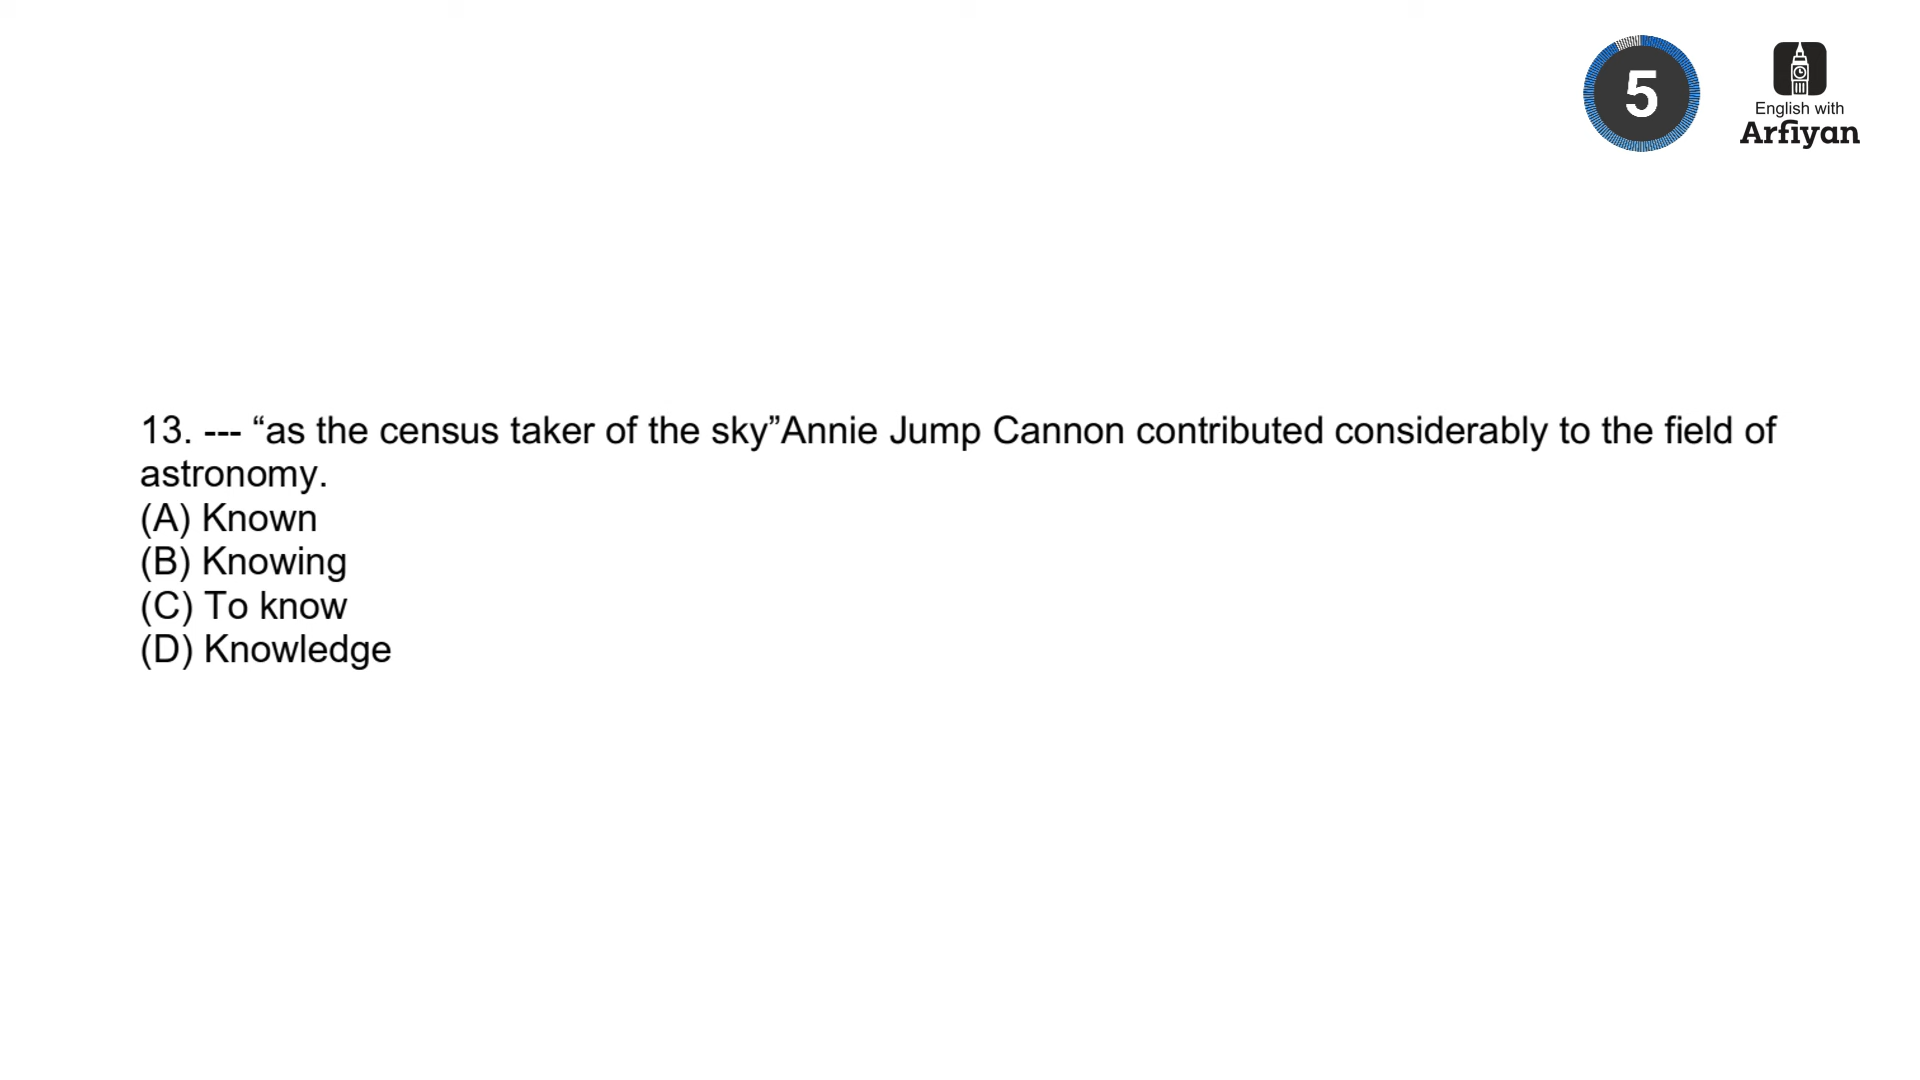 5
English with
Arfiyan
13. --- “as the census taker of the sky”Annie Jump Cannon contributed considerably to the field of
astronomy.
(A) Known
(B) Knowing
(C) To know
(D) Knowledge